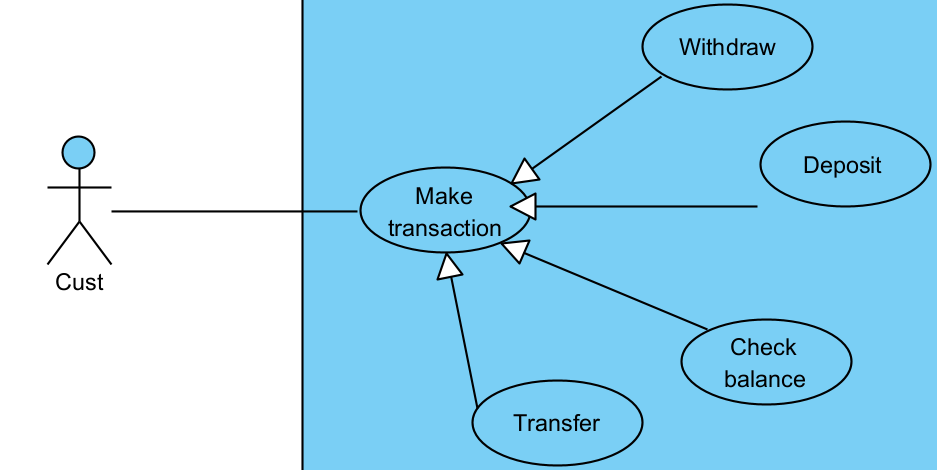 Withdraw
Deposit
Make
transaction
Cust
Check
balance
Transfer